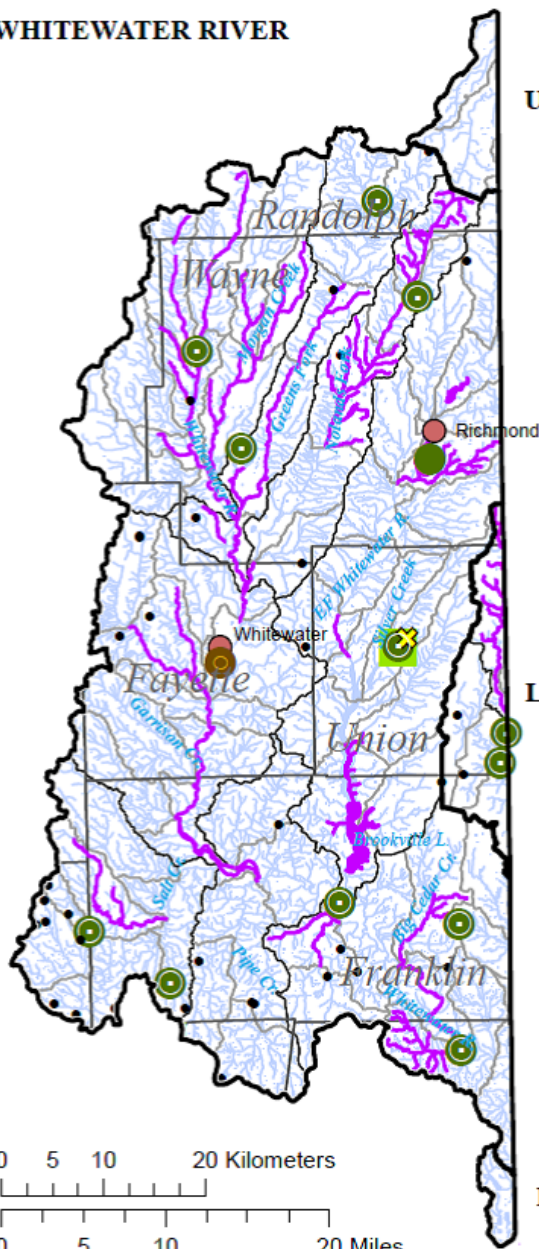 WHITEWATER RIVER
U
Randolph
Wayne
Morgan Creek
Greens Fork
Richmond
EF Whitewater R.
Silver Creek
Whitewater
Fayette
L
Garrison Cr.
Union
Brookville L.
Salt Cr.
Big Cedar Cr.
Pipe Cr.
Franklin
Whitewater R.
0 5 10 20 Kilometers
0 5 10 20 Miles